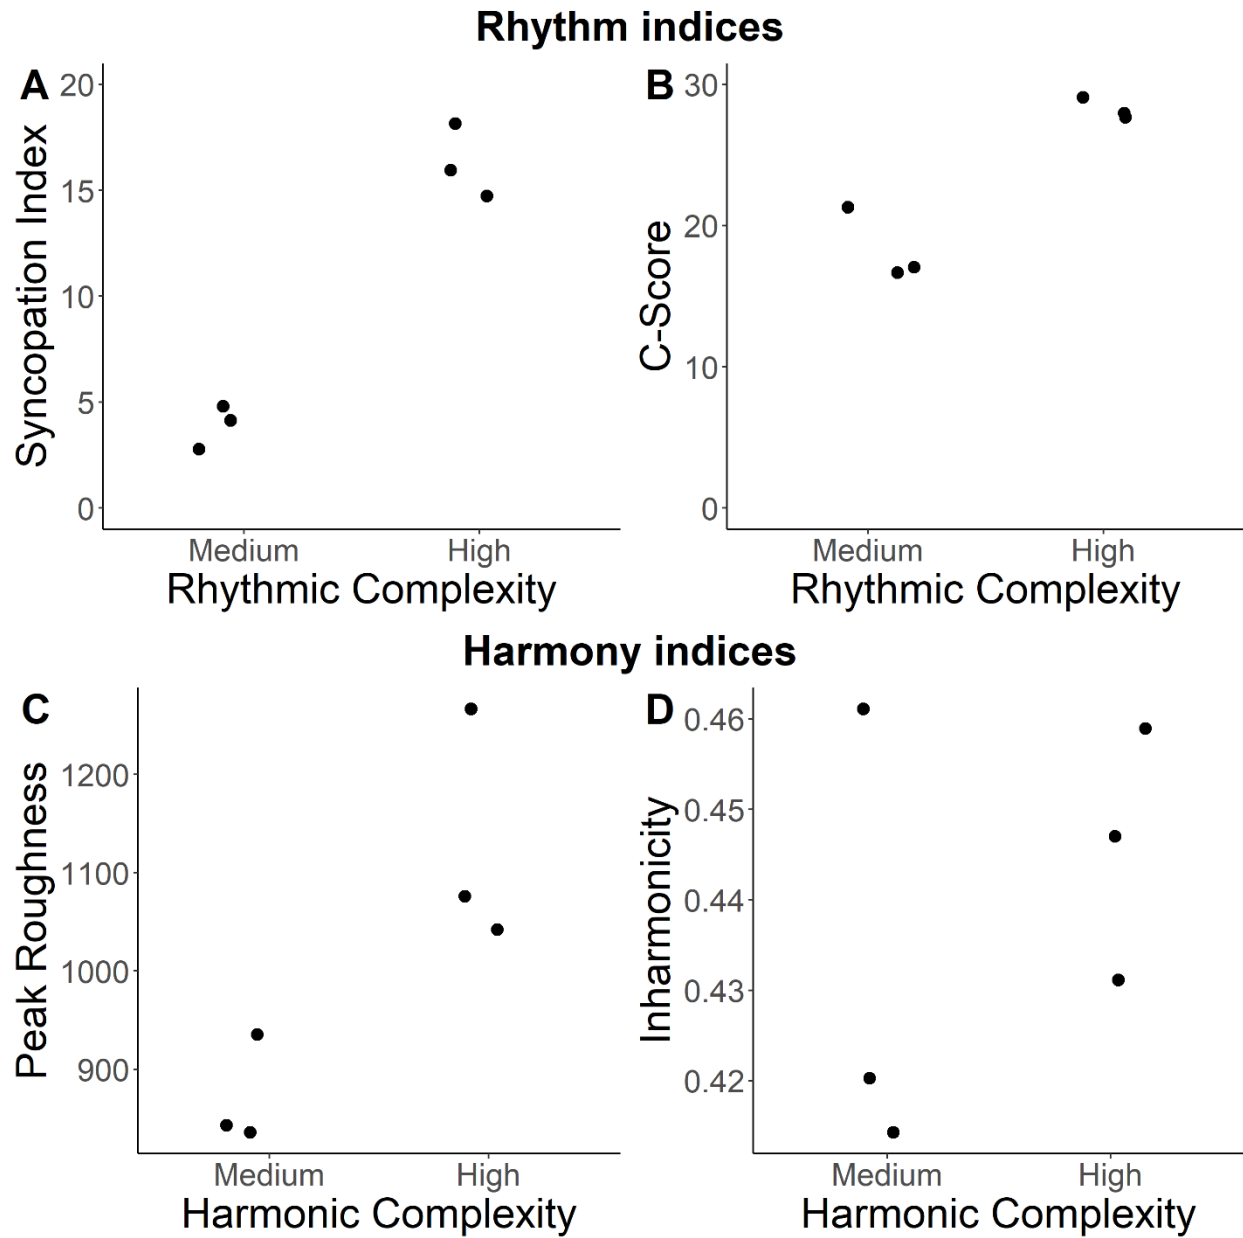 Rhythm indices
A
Syncopation Index
20
15
10
5
0
Medium High
Rhythmic Complexity
B
C-Score
30
20
10
0
Medium High
Rhythmic Complexity
Harmony indices
C
Peak Roughness
1200
1100
1000
900
Medium High
Harmonic Complexity
D
Inharmonicity
0.46
0.45
0.44
0.43
0.42
Medium High
Harmonic Complexity